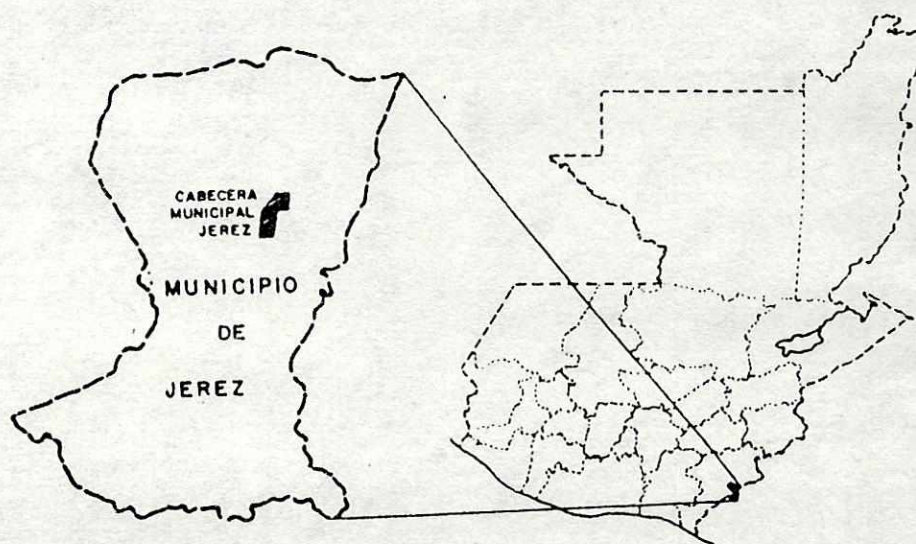 CABECERA
MUNICIPAL
JEREZ
MUNICIPIO
DE
JEREZ